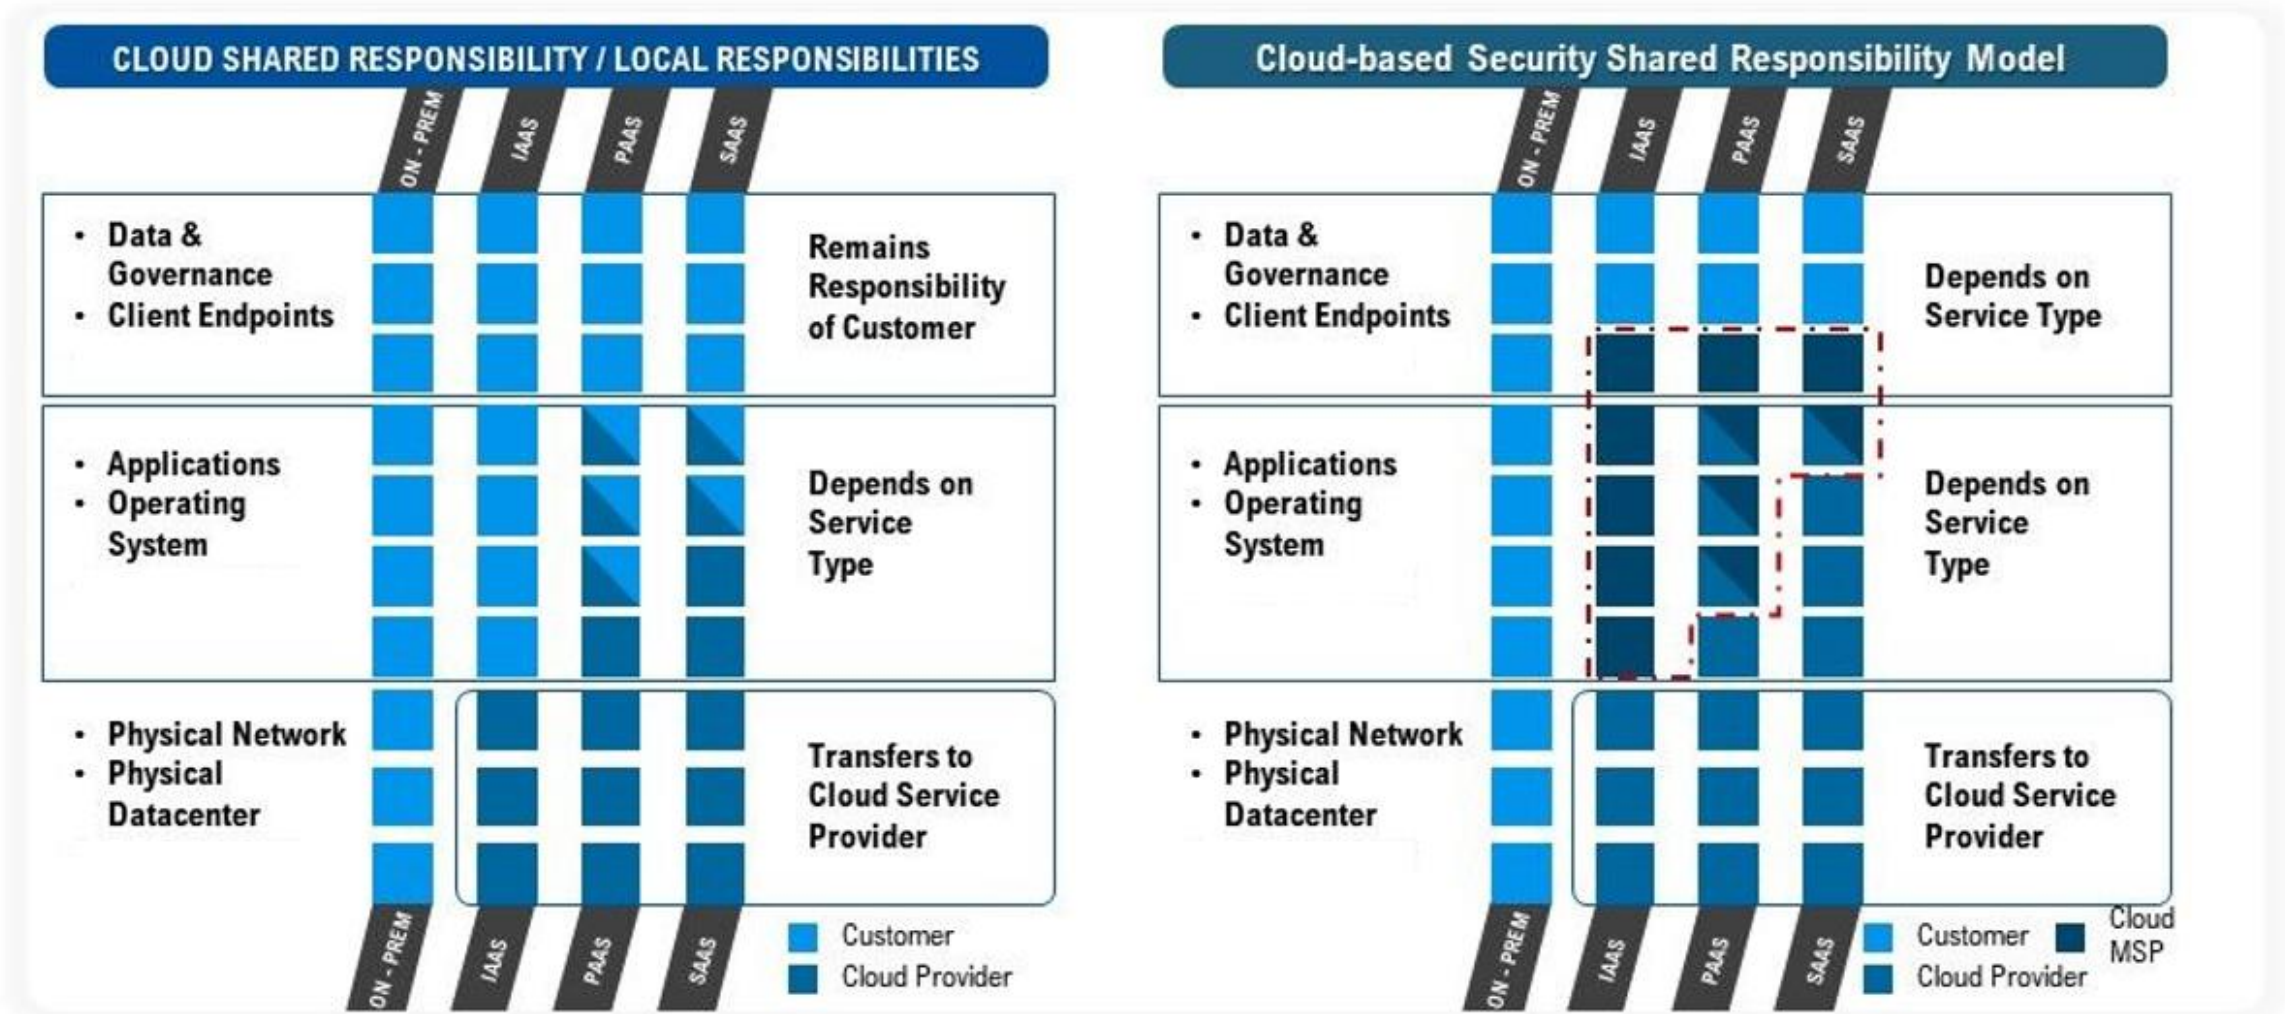 CLOUD SHARED RESPONSIBILITY / LOCAL RESPONSIBILITIES
ON - PREM
IAAS
PAAS
SAAS
• Data &
Governance
• Client Endpoints
Remains
Responsibility
of Customer
• Applications
• Operating
System
Depends on
Service
Type
• Physical Network
• Physical
Datacenter
Transfers to
Cloud Service
Provider
ON - PREM
IAAS
PAAS
SAAS
Customer
Cloud Provider
Cloud-based Security Shared Responsibility Model
ON - PREM
IAAS
PAAS
SAAS
• Data &
Governance
• Client Endpoints
Depends on
Service Type
• Applications
• Operating
System
Depends on
Service
Type
• Physical Network
• Physical
Datacenter
Transfers to
Cloud Service
Provider
ON - PREM
IAAS
PAAS
SAAS
Customer
Cloud
MSP
Cloud Provider